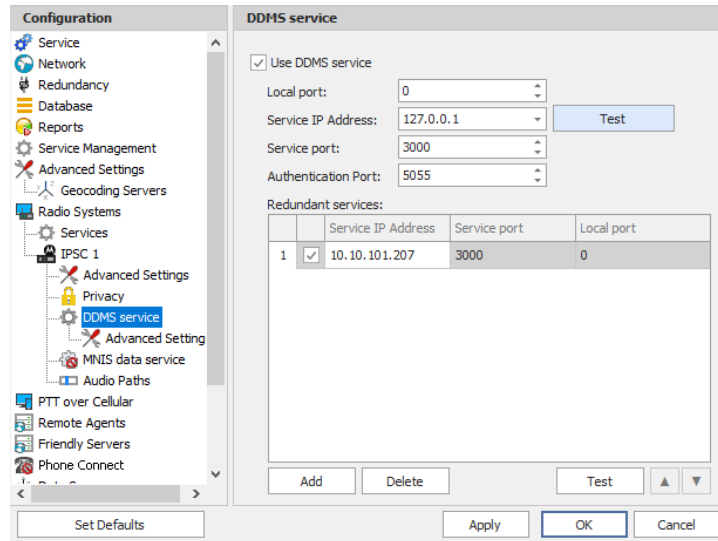 Configuration
Service
Network
Redundancy
Database
Reports
Service Management
Advanced Settings
Geocoding Servers
Radio Systems
Services
IPSC 1
Advanced Settings
Privacy
DDMS service
Advanced Setting
MNIS data service
Audio Paths
PTT over Cellular
Remote Agents
Friendly Servers
Phone Connect
Set Defaults
DDMS service
Use DDMS service
Local port: 0
Service IP Address: 127.0.0.1 Test
Service port: 3000
Authentication Port: 5055
Redundant services:
Service IP Address Service port Local port
1 10.10.101.207 3000 0
Add Delete Test
Apply OK Cancel